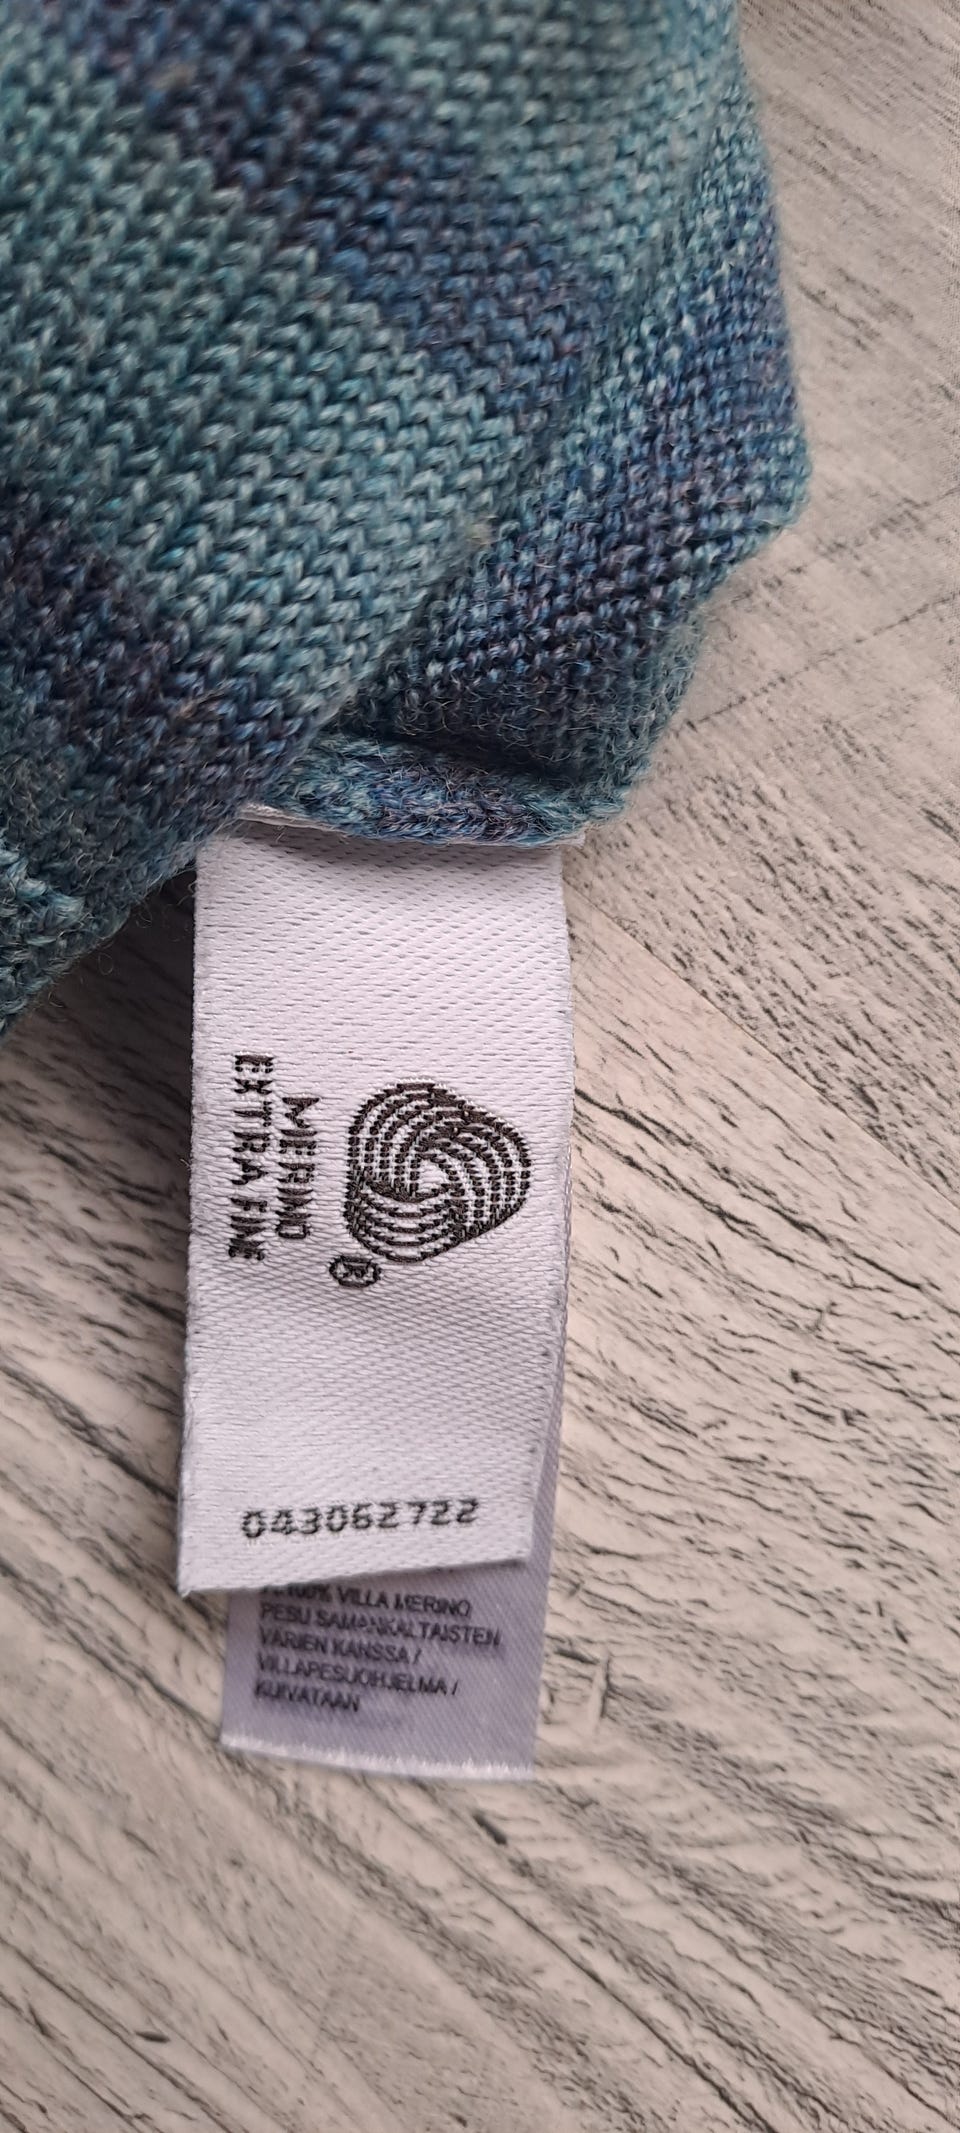 MERINO
EXTRA FINE
®
043062722
100% VILLA MERINO
PESU SAMANKALTAISTEN
VÄRIEN KANSSA /
VILLAPESUOHJELMA /
KUIVATAAN